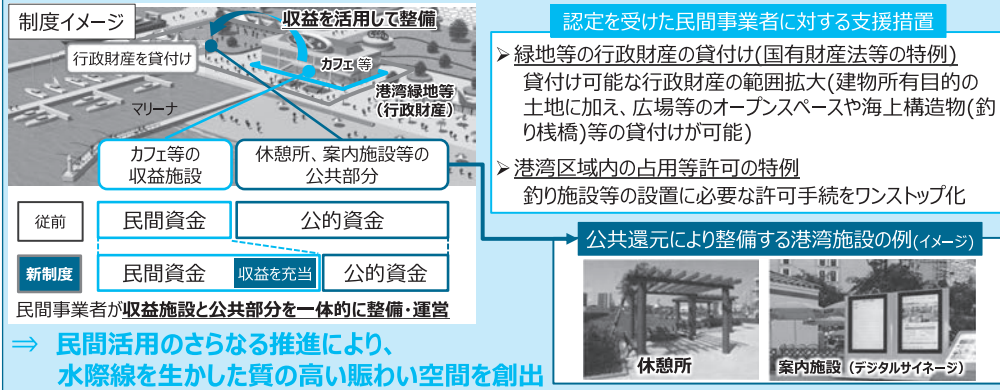 制度イメージ
収益を活用して整備
行政財産を貸付け
カフェ 等
港湾緑地等
(行政財産)
マリーナ
カフェ等の
収益施設
休憩所、案内施設等の
公共部分
従前
民間資金
公的資金
新制度
民間資金
収益を充当
公的資金
民間事業者が収益施設と公共部分を一体的に整備・運営
⇒ 民間活用のさらなる推進により、
水際線を生かした質の高い賑わい空間を創出
認定を受けた民間事業者に対する支援措置
➢緑地等の行政財産の貸付け(国有財産法等の特例)
貸付け可能な行政財産の範囲拡大(建物所有目的の
土地に加え、広場等のオープンスペースや海上構造物(釣
り桟橋)等の貸付けが可能)
➢港湾区域内の占用等許可の特例
釣り施設等の設置に必要な許可手続をワンストップ化
公共還元により整備する港湾施設の例(イメージ)
休憩所
案内施設(デジタルサイネージ)